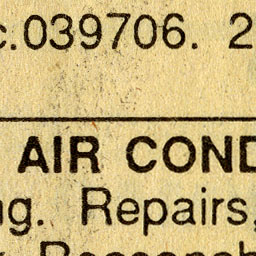 c.039706. 2
AIR COND
ng. Repairs,